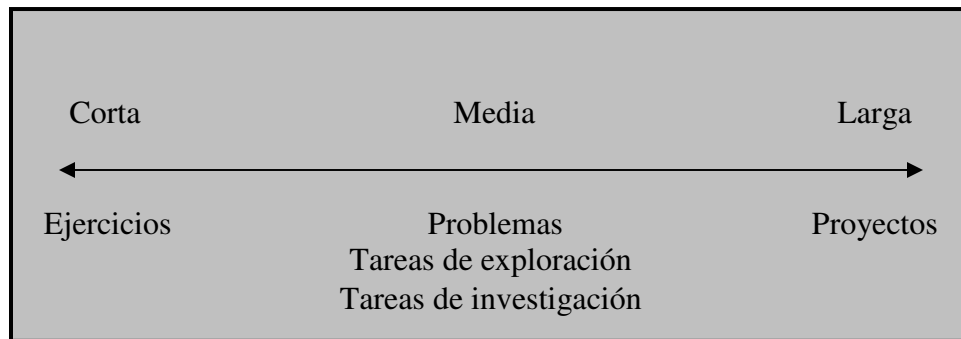 Corta Media Larga
Ejercicios Problemas Proyectos
Tareas de exploración
Tareas de investigación